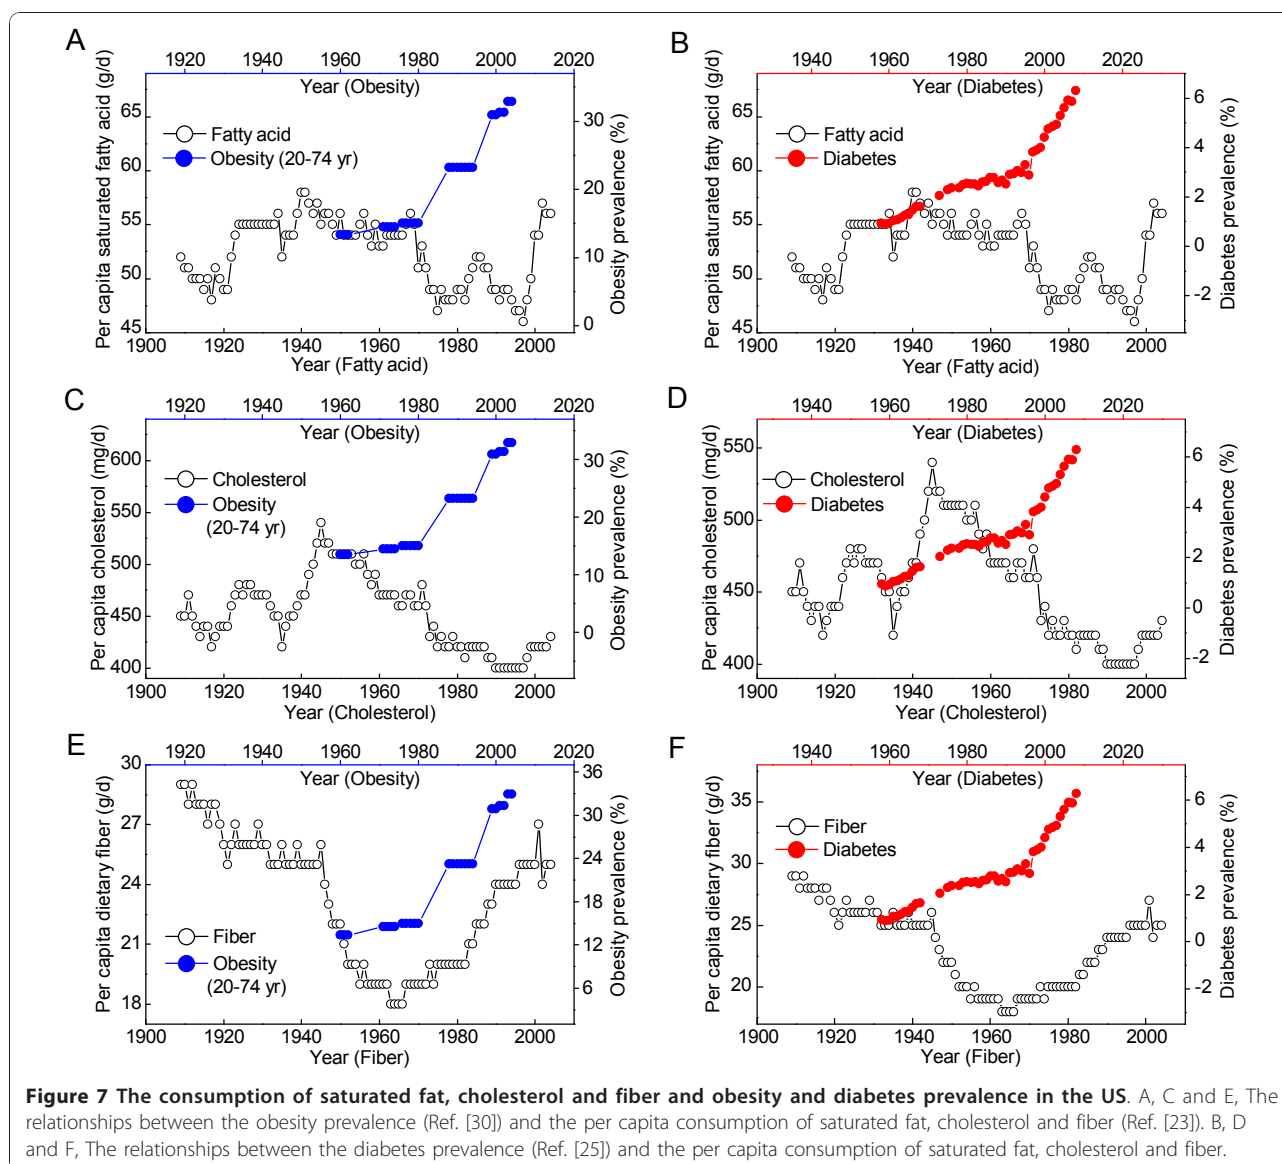 A
1920 1940 1960 1980 2000 2020
Year (Obesity)
Per capita saturated fatty acid (g/d)
65
60
55
50
45
Fatty acid
Obesity (20-74 yr)
30
20
10
0
Obesity prevalence (%)
1900 1920 1940 1960 1980 2000
Year (Fatty acid)
B
1940 1960 1980 2000 2020
Year (Diabetes)
Per capita saturated fatty acid (g/d)
65
60
55
50
45
Fatty acid
Diabetes
6
4
2
0
-2
Diabetes prevalence (%)
1900 1920 1940 1960 1980 2000
Year (Fatty acid)
C
1920 1940 1960 1980 2000 2020
Year (Obesity)
Per capita cholesterol (mg/d)
600
550
500
450
400
Cholesterol
Obesity
(20-74 yr)
30
20
10
0
Obesity prevalence (%)
1900 1920 1940 1960 1980 2000
Year (Cholesterol)
D
1940 1960 1980 2000 2020
Year (Diabetes)
Per capita cholesterol (mg/d)
550
500
450
400
Cholesterol
Diabetes
6
4
2
0
-2
Diabetes prevalence (%)
1900 1920 1940 1960 1980 2000
Year (Cholesterol)
E
1920 1940 1960 1980 2000 2020
Year (Obesity)
Per capita dietary fiber (g/d)
30
27
24
21
18
Fiber
Obesity
(20-74 yr)
36
30
24
18
12
6
Obesity prevalence (%)
1900 1920 1940 1960 1980 2000
Year (Fiber)
F
1940 1960 1980 2000 2020
Year (Diabetes)
Per capita dietary fiber (g/d)
35
30
25
20
Fiber
Diabetes
6
4
2
0
-2
Diabetes prevalence (%)
1900 1920 1940 1960 1980 2000
Year (Fiber)
Figure 7 The consumption of saturated fat, cholesterol and fiber and obesity and diabetes prevalence in the US. A, C and E, The
relationships between the obesity prevalence (Ref. [30]) and the per capita consumption of saturated fat, cholesterol and fiber (Ref. [23]). B, D
and F, The relationships between the diabetes prevalence (Ref. [25]) and the per capita consumption of saturated fat, cholesterol and fiber.